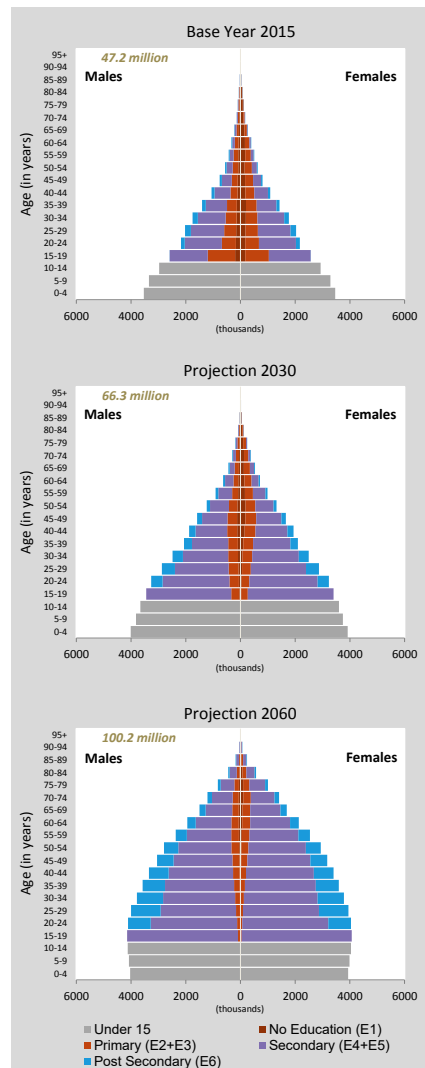 Base Year 2015
95+
47.2 million
90-94
85-89
Males
Females
80-84
75-79
70-74
65-69
60-64
55-59
50-54
45-49
40-44
35-39
30-34
25-29
20-24
15-19
10-14
5-9
0-4
Age (in years)
6000 4000 2000 0 2000 4000 6000
(thousands)
Projection 2030
95+
66.3 million
90-94
85-89
Males
Females
80-84
75-79
70-74
65-69
60-64
55-59
50-54
45-49
40-44
35-39
30-34
25-29
20-24
15-19
10-14
5-9
0-4
Age (in years)
6000 4000 2000 0 2000 4000 6000
(thousands)
Projection 2060
95+
100.2 million
90-94
85-89
Males
Females
80-84
75-79
70-74
65-69
60-64
55-59
50-54
45-49
40-44
35-39
30-34
25-29
20-24
15-19
10-14
5-9
0-4
Age (in years)
6000 4000 2000 0 2000 4000 6000
(thousands)
Under 15 No Education (E1)
Primary (E2+E3) Secondary (E4+E5)
Post Secondary (E6)